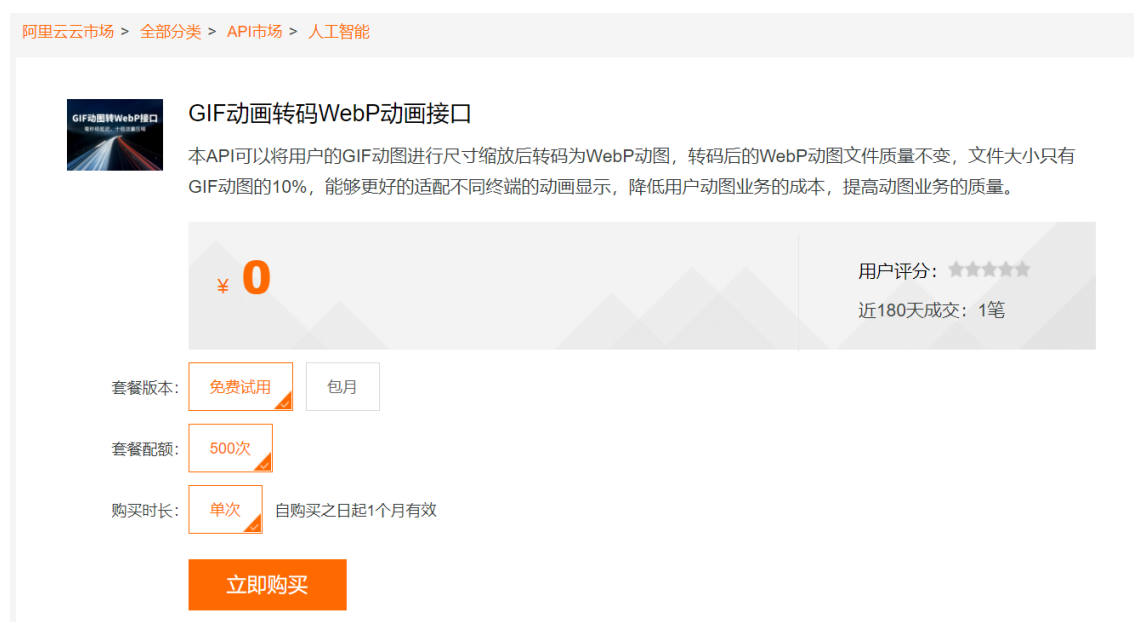 阿里云云市场 > 全部分类 > API市场 > 人工智能
GIF动图转WebP接口
GIF动画转码WebP动画接口
本API可以将用户的GIF动图进行尺寸缩放后转码为WebP动图，转码后的WebP动图文件质量不变，文件大小只有
GIF动图的10%，能够更好的适配不同终端的动画显示，降低用户动图业务的成本，提高动图业务的质量。
¥ 0
用户评分：
近180天成交：1笔
套餐版本： 免费试用 包月
套餐配额： 500次
购买时长： 单次 自购买之日起1个月有效
立即购买